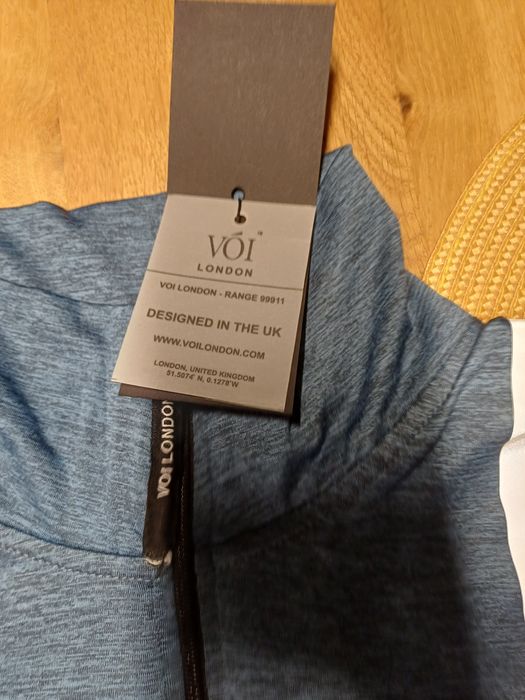 VÓI
LONDON
VOI LONDON - RANGE 99911
DESIGNED IN THE UK
WWW.VOILONDON.COM
LONDON, UNITED KINGDOM
51.5074° N, 0.1278°W
VOI LONDON